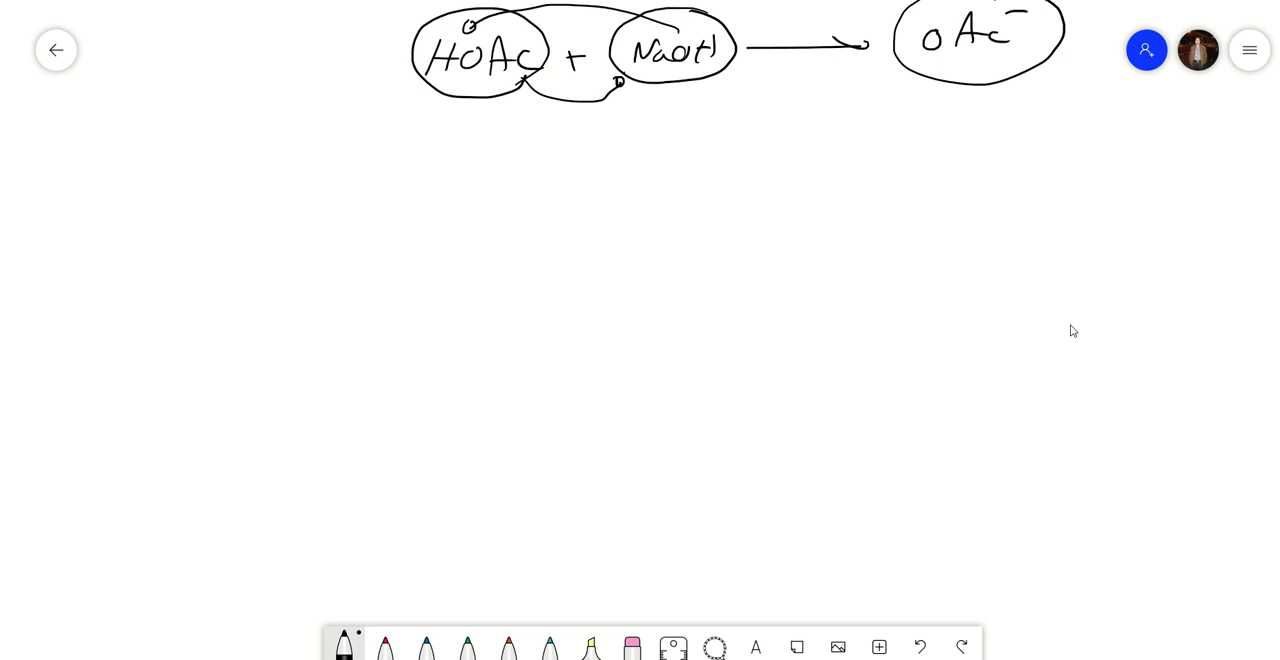 HOAc + NaOH → OAc⁻
A